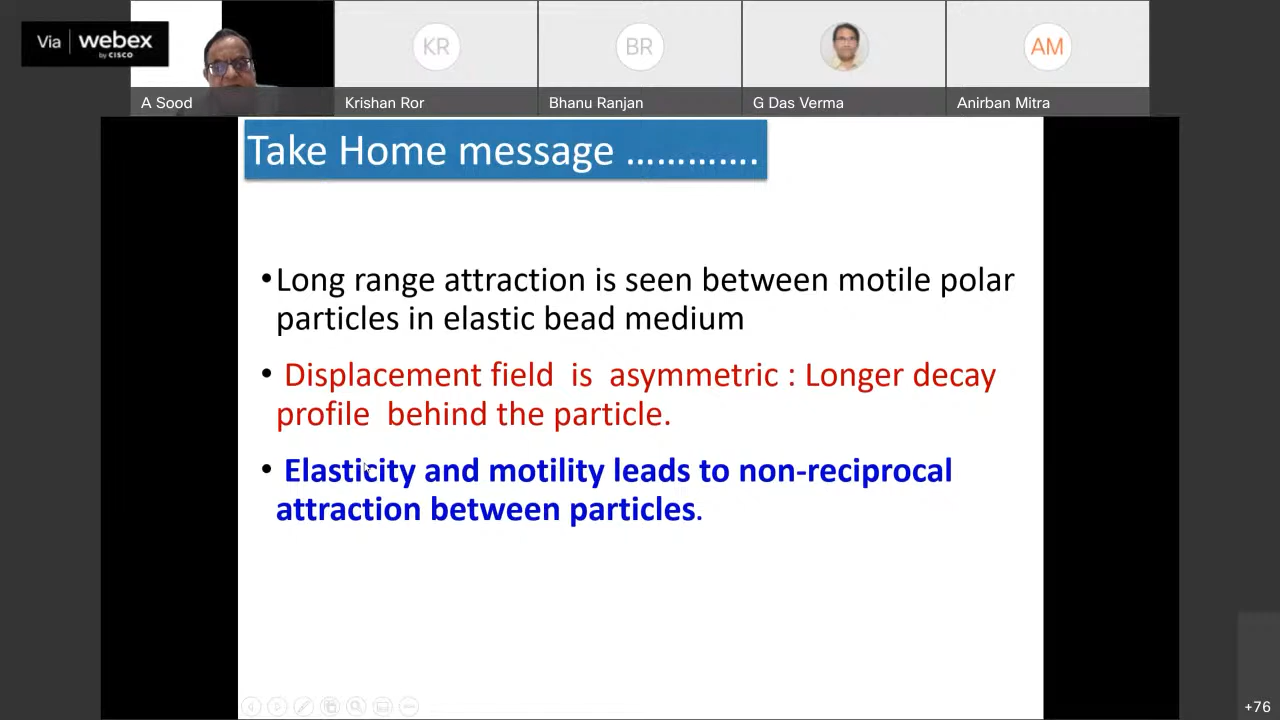 Via webex
by CISCO
KR
BR
AM
A Sood
Krishan Ror
Bhanu Ranjan
G Das Verma
Anirban Mitra
Take Home message .............
•Long range attraction is seen between motile polar
particles in elastic bead medium
• Displacement field is asymmetric : Longer decay
profile behind the particle.
• Elasticity and motility leads to non-reciprocal
attraction between particles.
+76